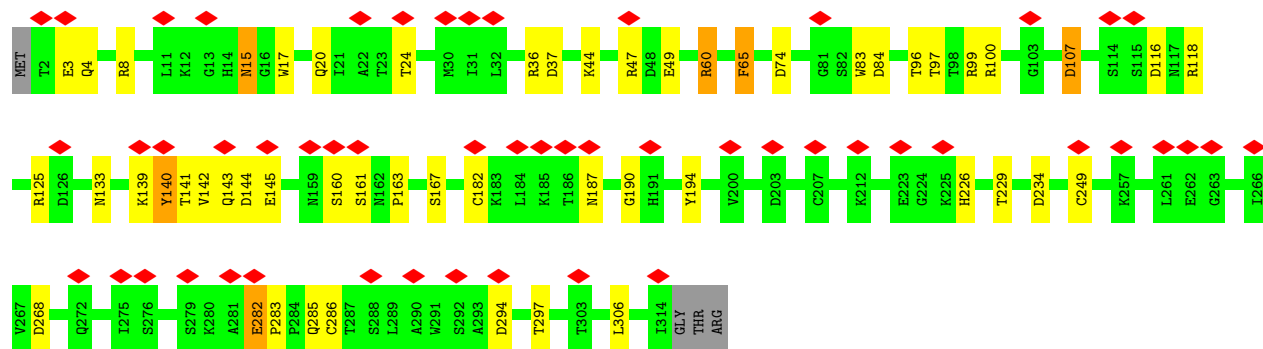 MET T2 E3 Q4 R8 L11 K12 G13 H14 N15 G16 W17 Q20 I21 A22 T23 T24 M30 I31 L32 R36 D37 K44 R47 D48 E49 R60 F65 D74 G81 S82 W83 D84 T96 T97 T98 R99 R100 G103 D107 S114 S115 D116 N117 R118
R125 D126 N133 K139 Y140 T141 V142 Q143 D144 E145 N159 S160 S161 N162 P163 S167 C182 K183 L184 K185 T186 N187 G190 H191 Y194 V200 D203 C207 K212 E223 G224 K225 H226 T229 D234 C249 K257 L261 E262 G263 I266
V267 D268 Q272 I275 S276 S279 K280 A281 E282 P283 P284 Q285 C286 T287 S288 L289 A290 W291 S292 A293 D294 T297 T303 L306 I314 GLY THR ARG